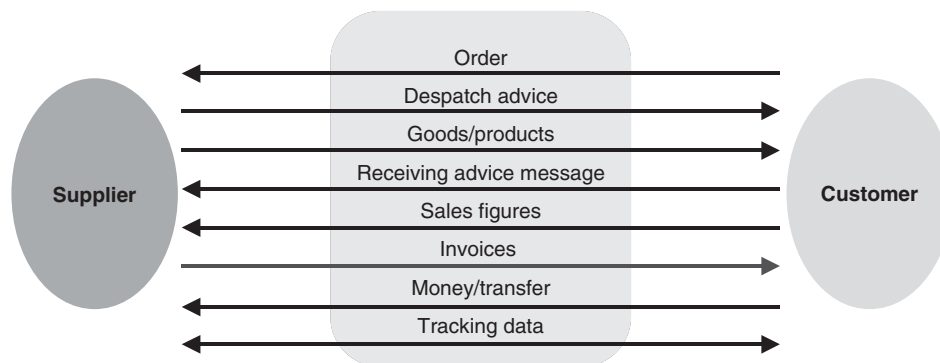 Order
Despatch advice
Goods/products
Receiving advice message
Supplier
Customer
Sales figures
Invoices
Money/transfer
Tracking data